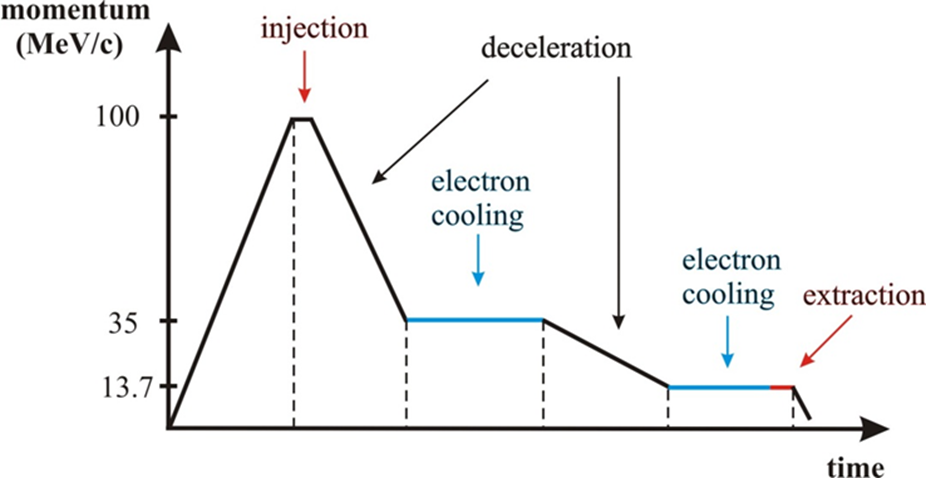 momentum
(MeV/c)
injection
deceleration
100
electron
cooling
electron
cooling
extraction
35
13.7
time